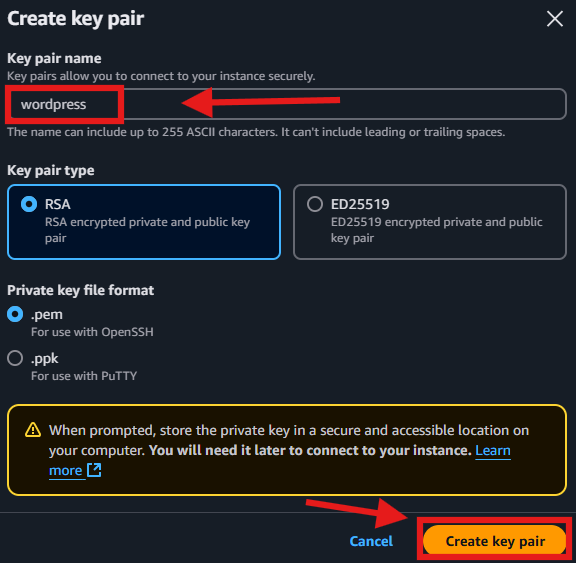 Create key pair
Key pair name
Key pairs allow you to connect to your instance securely.
wordpress
The name can include up to 255 ASCII characters. It can't include leading or trailing spaces.
Key pair type
RSA
RSA encrypted private and public key
pair
ED25519
ED25519 encrypted private and public
key pair
Private key file format
.pem
For use with OpenSSH
.ppk
For use with PuTTY
When prompted, store the private key in a secure and accessible location on
your computer. You will need it later to connect to your instance. Learn
more
Cancel
Create key pair